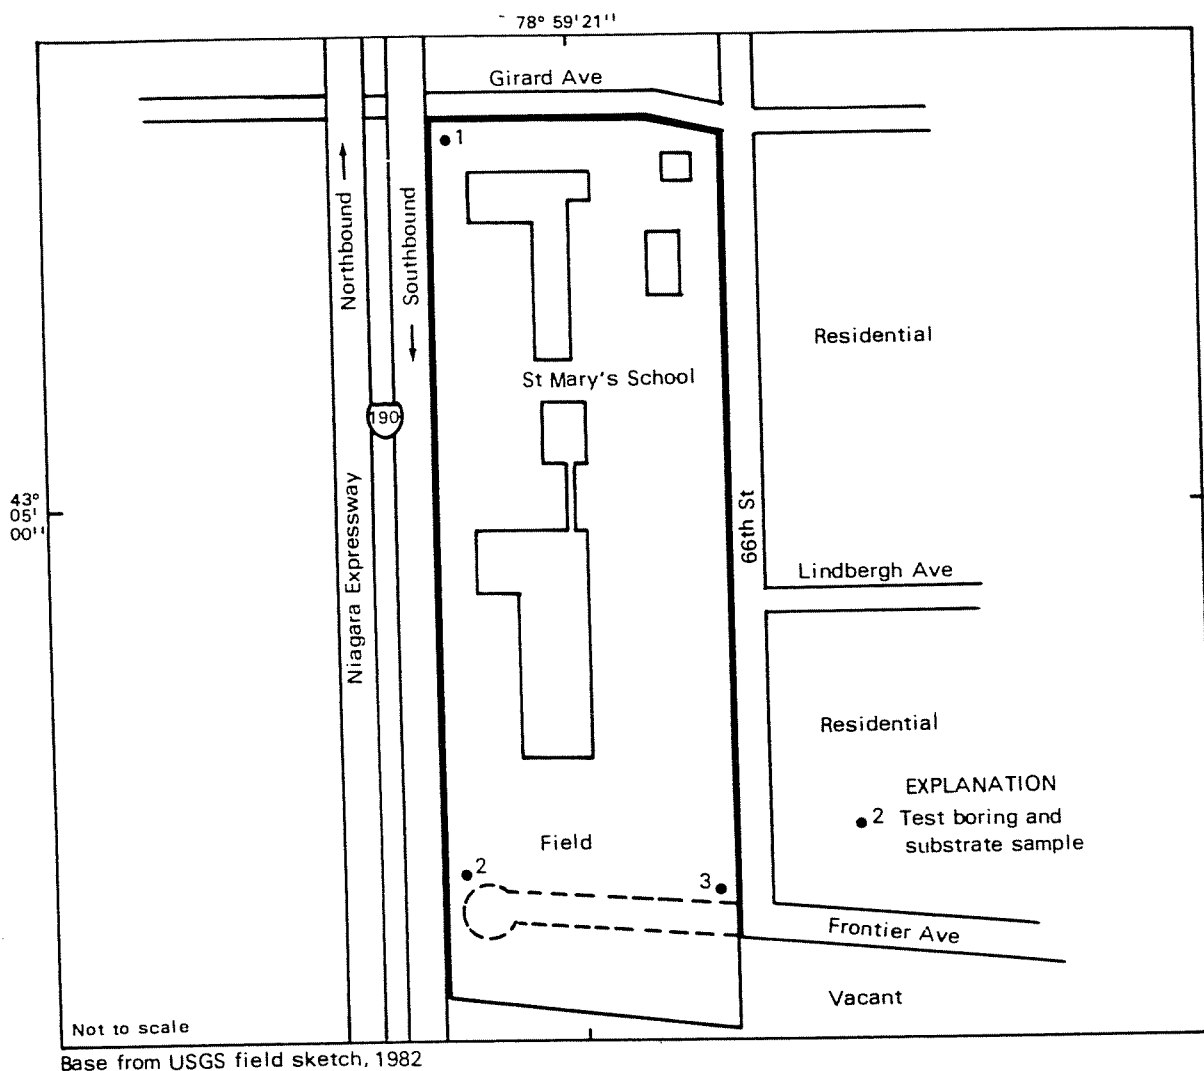 78° 59'21''
Girard Ave
1
Northbound
Southbound
Residential
St Mary's School
190
43°
05'
00''
Niagara Expressway
66th St
Lindbergh Ave
Residential
EXPLANATION
2 Test boring and
substrate sample
Field
2
3
Frontier Ave
Vacant
Not to scale
Base from USGS field sketch, 1982